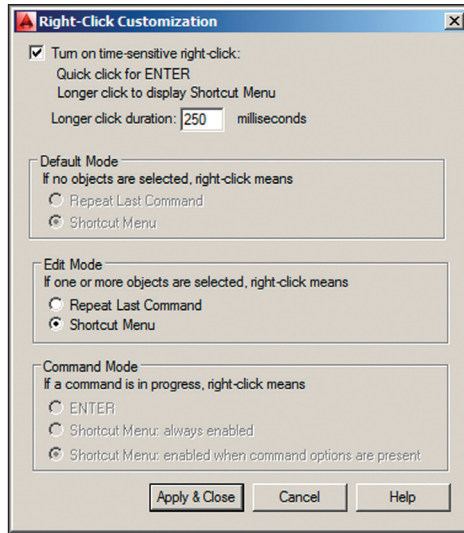 Right-Click Customization
Turn on time-sensitive right-click:
Quick click for ENTER
Longer click to display Shortcut Menu
Longer click duration: 250 milliseconds
Default Mode
If no objects are selected, right-click means
Repeat Last Command
Shortcut Menu
Edit Mode
If one or more objects are selected, right-click means
Repeat Last Command
Shortcut Menu
Command Mode
If a command is in progress, right-click means
ENTER
Shortcut Menu: always enabled
Shortcut Menu: enabled when command options are present
Apply & Close Cancel Help